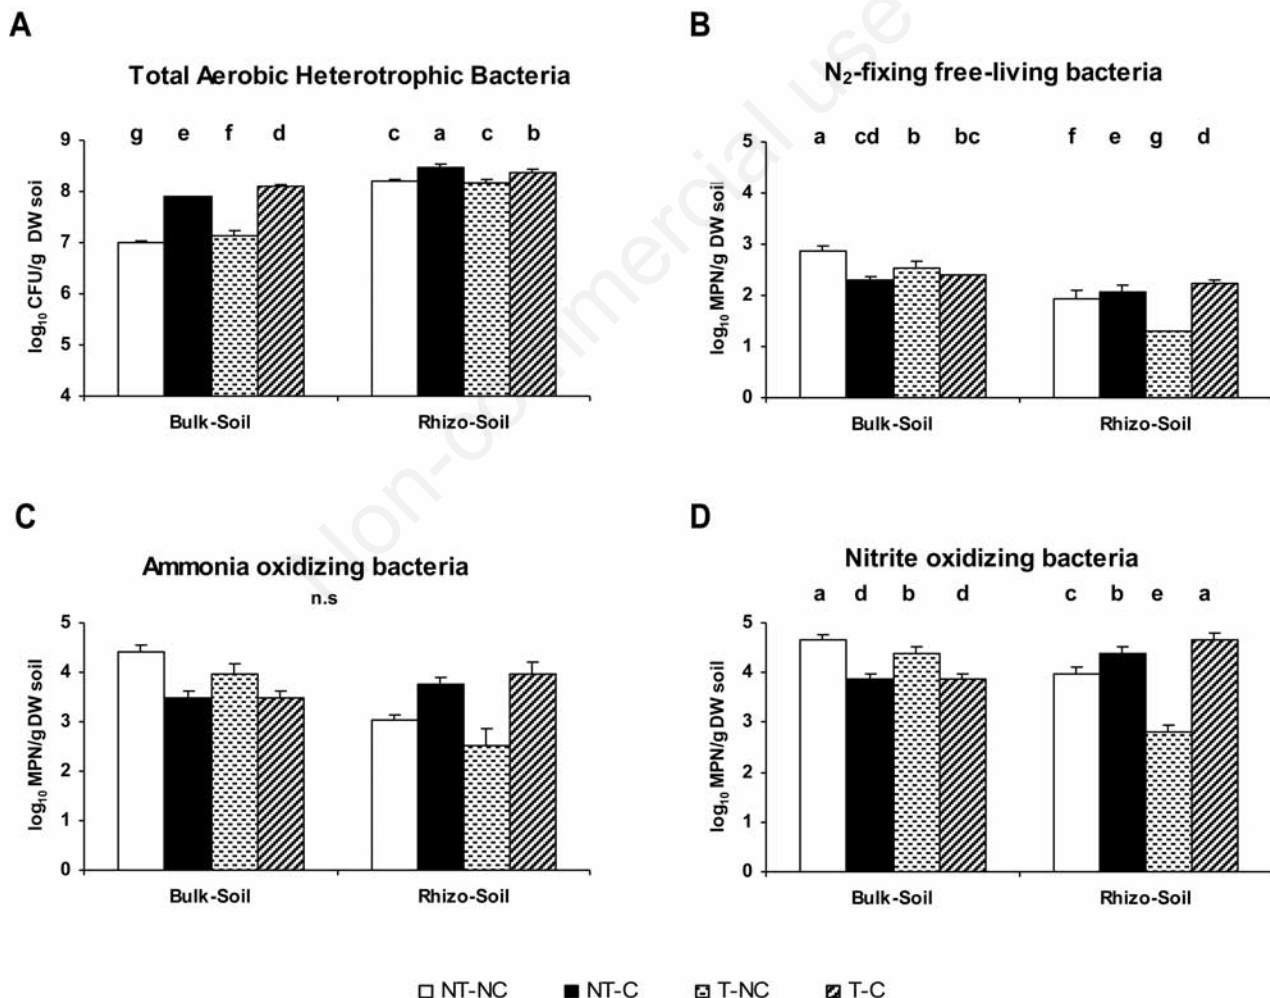 A
Total Aerobic Heterotrophic Bacteria
g e f d c a c b
9
8
7
6
5
4
log₁₀ CFU/g DW soi
Bulk-Soil Rhizo-Soil
B
N₂-fixing free-living bacteria
a cd b bc f e g d
5
4
3
2
1
0
log₁₀ MPN/g DW soil
Bulk-Soil Rhizo-Soil
C
Ammonia oxidizing bacteria
n.s
5
4
3
2
1
0
log₁₀ MPN/g DW soil
Bulk-Soil Rhizo-Soil
D
Nitrite oxidizing bacteria
a d b d c b e a
5
4
3
2
1
0
log₁₀ MPN/g DW soil
Bulk-Soil Rhizo-Soil
NT-NC NT-C T-NC T-C
Non-commercial use